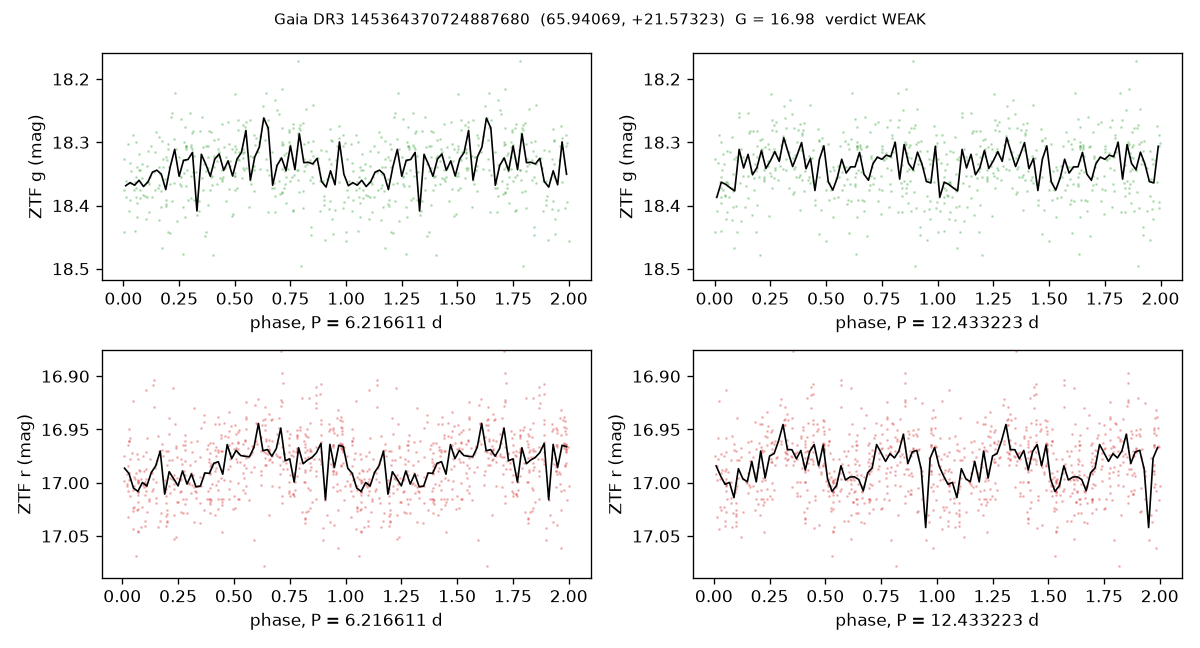 Gaia DR3 145364370724887680 (65.94069, +21.57323) G = 16.98 verdict WEAK
18.2
18.3
18.4
18.5
ZTF g (mag)
0.00 0.25 0.50 0.75 1.00 1.25 1.50 1.75 2.00
phase, P = 6.216611 d
18.2
18.3
18.4
18.5
ZTF g (mag)
0.00 0.25 0.50 0.75 1.00 1.25 1.50 1.75 2.00
phase, P = 12.433223 d
16.90
16.95
17.00
17.05
ZTF r (mag)
0.00 0.25 0.50 0.75 1.00 1.25 1.50 1.75 2.00
phase, P = 6.216611 d
16.90
16.95
17.00
17.05
ZTF r (mag)
0.00 0.25 0.50 0.75 1.00 1.25 1.50 1.75 2.00
phase, P = 12.433223 d